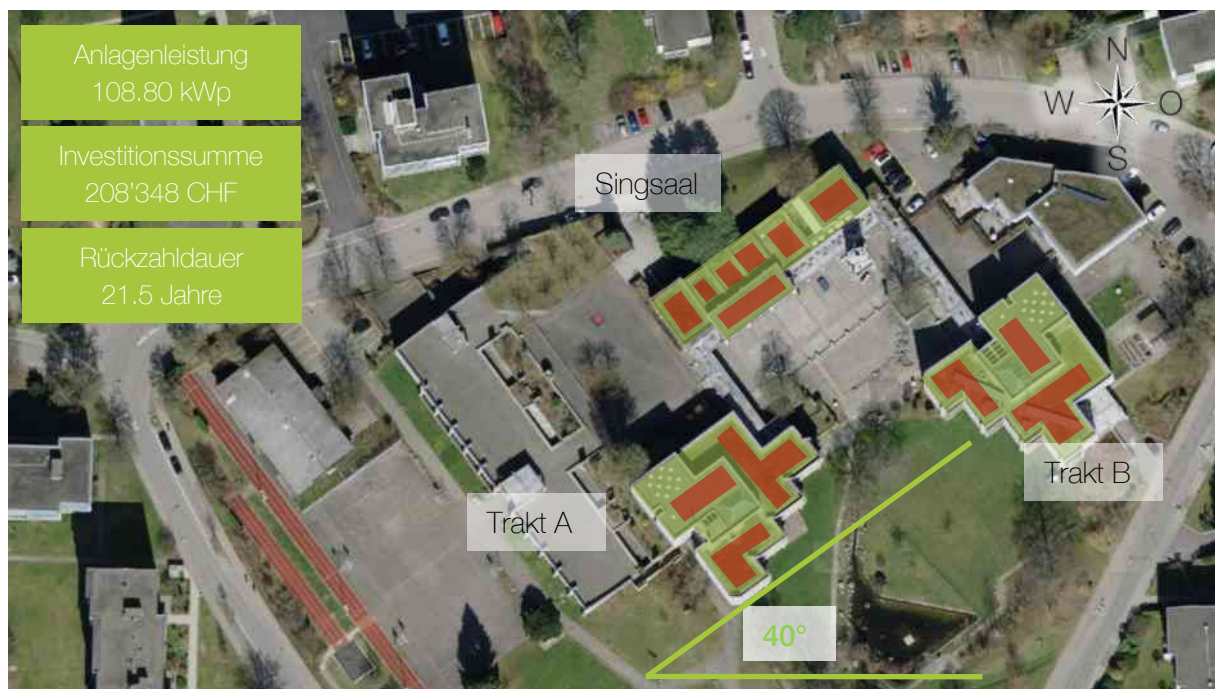 Anlagenleistung
108.80 kWp
Investitionssumme
208'348 CHF
Rückzahldauer
21.5 Jahre
N
W
O
S
Singsaal
Trakt B
Trakt A
40°